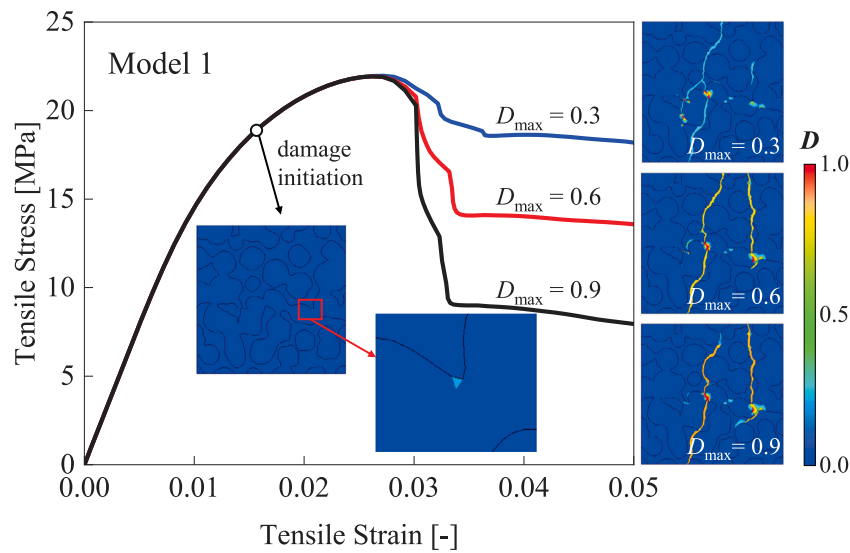 Model 1
Tensile Stress [MPa]
25
20
15
10
5
0
0.00
0.01
0.02
0.03
0.04
0.05
Tensile Strain [-]
damage
initiation
Dmax = 0.3
Dmax = 0.6
Dmax = 0.9
Dmax = 0.3
Dmax = 0.6
Dmax = 0.9
D
1.0
0.5
0.0